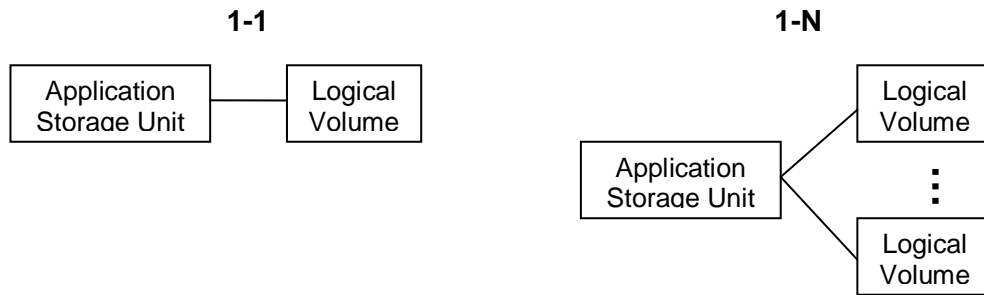 1-1
Application
Storage Unit
Logical
Volume
1-N
Application
Storage Unit
Logical
Volume
Logical
Volume